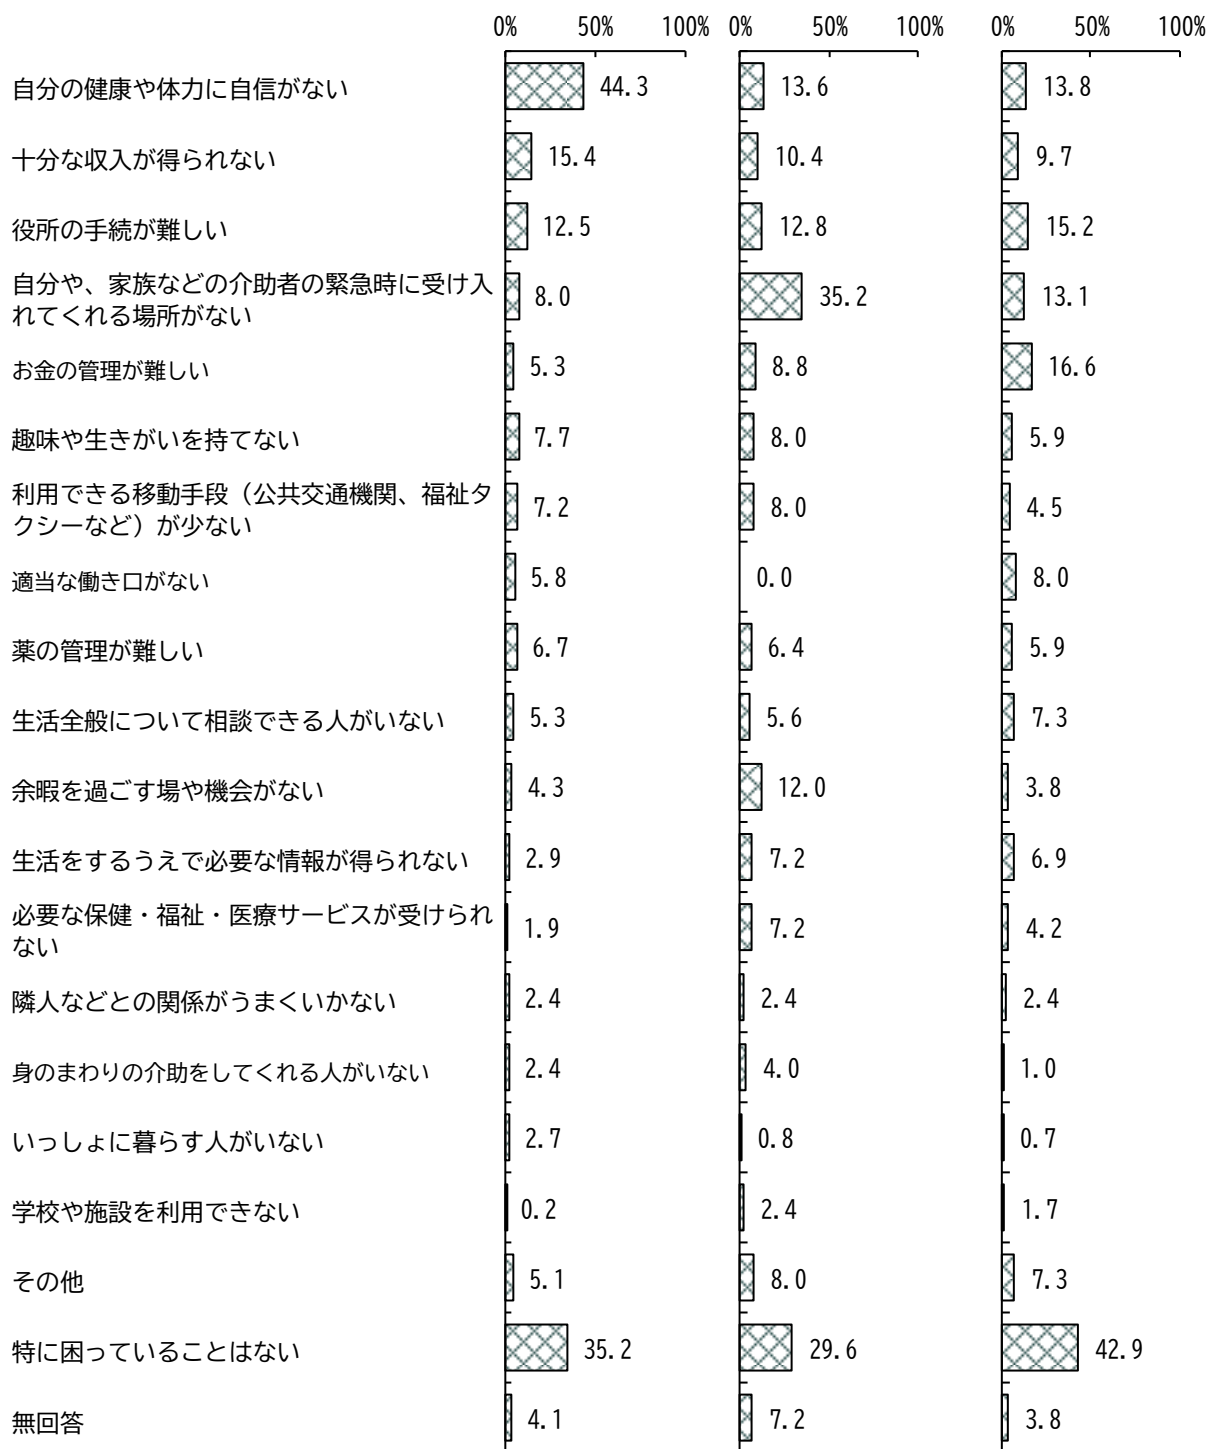 0% 50% 100% 0% 50% 100% 0% 50% 100%
自分の健康や体力に自信がない 44.3 13.6 13.8
十分な収入が得られない 15.4 10.4 9.7
役所の手続が難しい 12.5 12.8 15.2
自分や、家族などの介助者の緊急時に受け入
れてくれる場所がない 8.0 35.2 13.1
お金の管理が難しい 5.3 8.8 16.6
趣味や生きがいを持てない 7.7 8.0 5.9
利用できる移動手段（公共交通機関、福祉タ
クシーなど）が少ない 7.2 8.0 4.5
適当な働き口がない 5.8 0.0 8.0
薬の管理が難しい 6.7 6.4 5.9
生活全般について相談できる人がいない 5.3 5.6 7.3
余暇を過ごす場や機会がない 4.3 12.0 3.8
生活をするうえで必要な情報が得られない 2.9 7.2 6.9
必要な保健・福祉・医療サービスが受けられ
ない 1.9 7.2 4.2
隣人などとの関係がうまくいかない 2.4 2.4 2.4
身のまわりの介助をしてくれる人がいない 2.4 4.0 1.0
いっしょに暮らす人がいない 2.7 0.8 0.7
学校や施設を利用できない 0.2 2.4 1.7
その他 5.1 8.0 7.3
特に困っていることはない 35.2 29.6 42.9
無回答 4.1 7.2 3.8